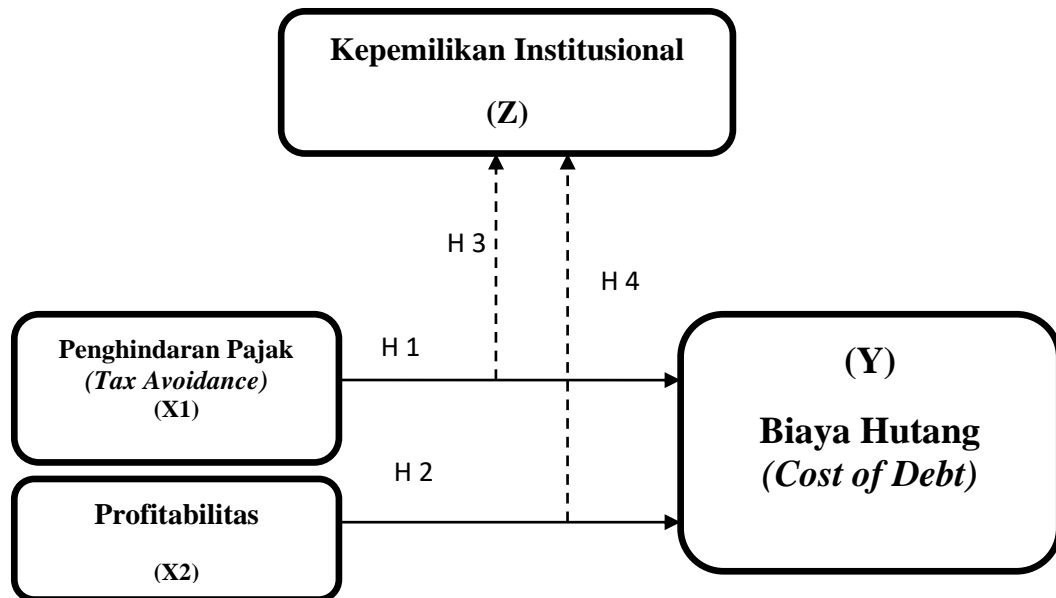 Kepemilikan Institusional
(Z)
H 3
H 4
Penghindaran Pajak
(Tax Avoidance)
(X1)
H 1
(Y)
Biaya Hutang
(Cost of Debt)
H 2
Profitabilitas
(X2)